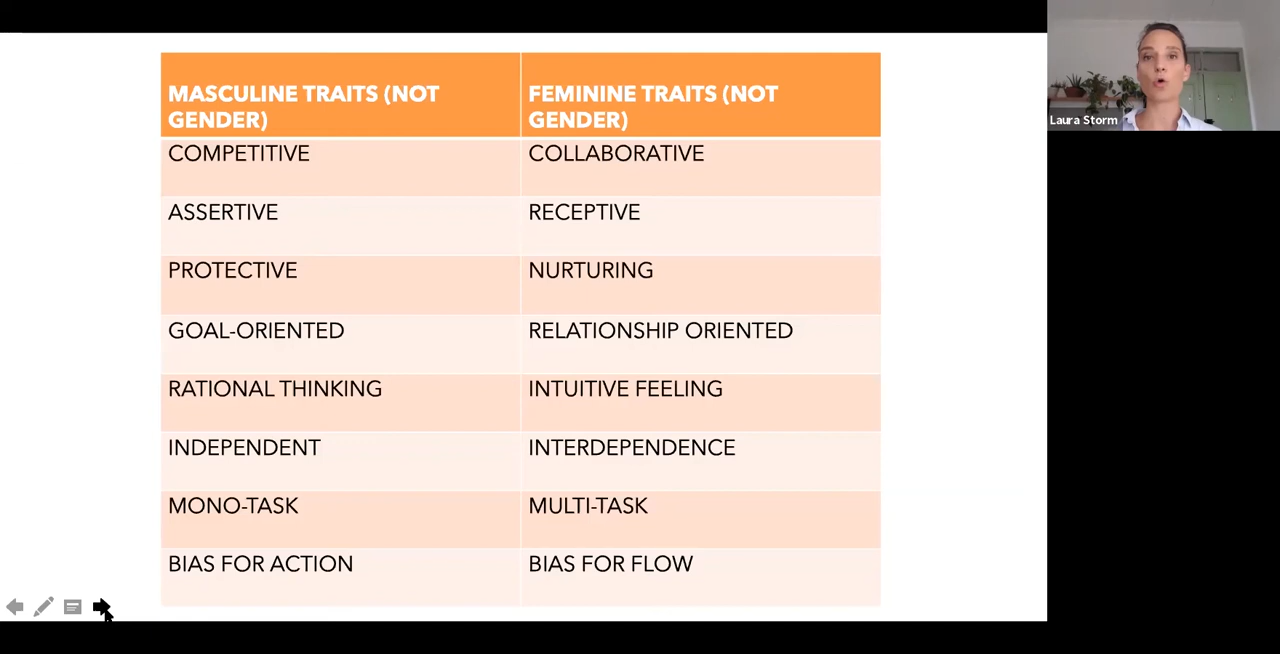 MASCULINE TRAITS (NOT
GENDER)
FEMININE TRAITS (NOT
GENDER)
COMPETITIVE
COLLABORATIVE
ASSERTIVE
RECEPTIVE
PROTECTIVE
NURTURING
GOAL-ORIENTED
RELATIONSHIP ORIENTED
RATIONAL THINKING
INTUITIVE FEELING
INDEPENDENT
INTERDEPENDENCE
MONO-TASK
MULTI-TASK
BIAS FOR ACTION
BIAS FOR FLOW
Laura Storm